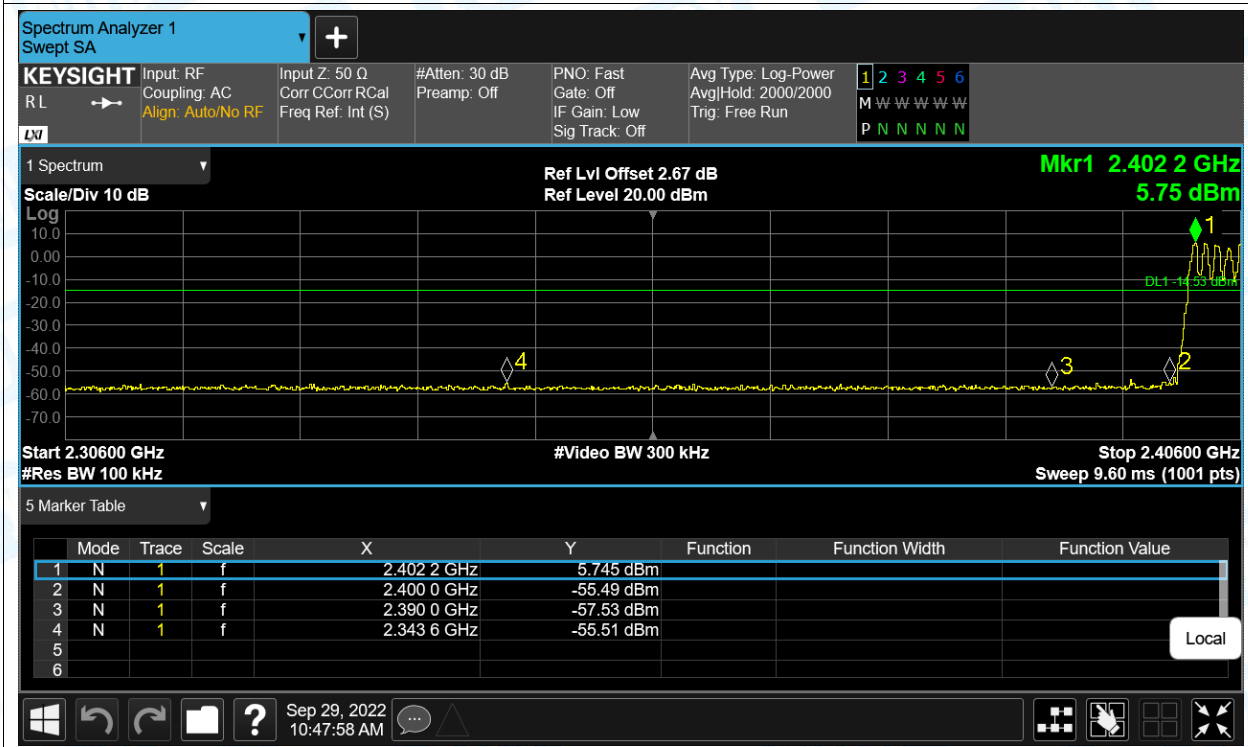 Spectrum Analyzer 1
Swept SA
KEYSIGHT Input: RF Input Z: 50 Ω #Atten: 30 dB PNO: Fast Avg Type: Log-Power 1 2 3 4 5 6
R L Coupling: AC Corr CCorr RCal Preamp: Off Gate: Off Avg|Hold: 2000/2000 M W W W W W
Align: Auto/No RF Freq Ref: Int (S) IF Gain: Low Trig: Free Run
LXI Sig Track: Off P N N N N N
1 Spectrum Ref Lvl Offset 2.67 dB Mkr1 2.402 2 GHz
Scale/Div 10 dB Ref Level 20.00 dBm 5.75 dBm
Log
1
10.0
0.00
-10.0
DL1 -14.53 dBm
-20.0
-30.0
-40.0
4 3 2
-50.0
-60.0
-70.0
Start 2.30600 GHz #Video BW 300 kHz Stop 2.40600 GHz
#Res BW 100 kHz Sweep 9.60 ms (1001 pts)
5 Marker Table
Mode Trace Scale X Y Function Function Width Function Value
1 N 1 f 2.402 2 GHz 5.745 dBm
2 N 1 f 2.400 0 GHz -55.49 dBm
3 N 1 f 2.390 0 GHz -57.53 dBm
4 N 1 f 2.343 6 GHz -55.51 dBm
5
6
Local
? Sep 29, 2022
10:47:58 AM